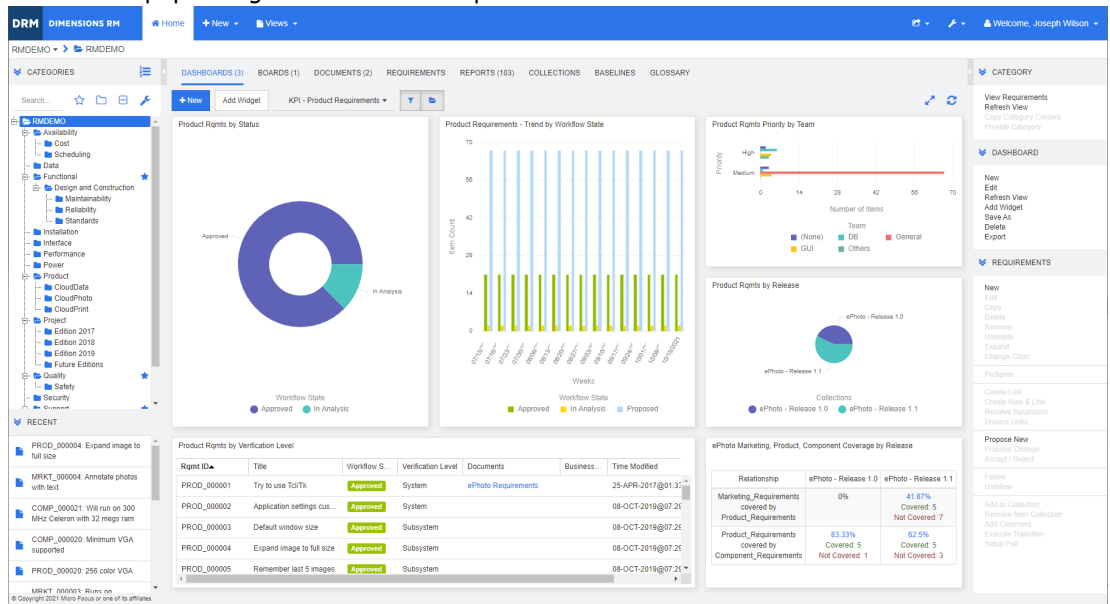 DRM DIMENSIONS RM Home + New Views Welcome, Joseph Wilson
RMDEMO > RMDEMO
CATEGORIES
Search...
RMDEMO
Availability
Cost
Scheduling
Data
Functional
Design and Construction
Maintainability
Reliability
Standards
Installation
Interface
Performance
Power
Product
CloudData
CloudPhoto
CloudPrint
Project
Edition 2017
Edition 2018
Edition 2019
Future Editions
Quality
Safety
Security
Support
RECENT
PROD_000004: Expand image to
full size
MRKT_000004: Annotate photos
with text
COMP_000021: Will run on 300
MHz Celeron with 32 megs ram
COMP_000020: Minimum VGA
supported
PROD_000020: 256 color VGA
MRKT_000003: Runs on
© Copyright 2021 Micro Focus or one of its affiliates.
DASHBOARDS (3) BOARDS (1) DOCUMENTS (2) REQUIREMENTS REPORTS (103) COLLECTIONS BASELINES GLOSSARY
+ New Add Widget KPI - Product Requirements
Product Rqmts by Status
Approved
In Analysis
Workflow State
Approved In Analysis
Product Requirements - Trend by Workflow State
70
56
42
28
14
0
Item Count
10/15/2021
Weeks
Workflow State
Approved In Analysis Proposed
Product Rqmts Priority by Team
Priority
High
Medium
0 14 28 42 56 70
Number of Items
Team
(None) DB General
GUI Others
Product Rqmts by Release
ePhoto - Release 1.0
ePhoto - Release 1.1
Collections
ePhoto - Release 1.0 ePhoto - Release 1.1
Product Rqmts by Verification Level
Rqmt ID Title Workflow S... Verification Level Documents Business... Time Modified
PROD_000001 Try to use Tcl/Tk Approved System ePhoto Requirements 25-APR-2017@01:33
PROD_000002 Application settings cus... Approved System 08-OCT-2019@07:29
PROD_000003 Default window size Approved Subsystem 08-OCT-2019@07:29
PROD_000004 Expand image to full size Approved Subsystem 08-OCT-2019@07:29
PROD_000005 Remember last 5 images Approved Subsystem 08-OCT-2019@07:29
ePhoto Marketing, Product, Component Coverage by Release
Relationship ePhoto - Release 1.0 ePhoto - Release 1.1
Marketing_Requirements
covered by
Product_Requirements
0%
41.67%
Covered: 5
Not Covered: 7
Product_Requirements
covered by
Component_Requirements
83.33%
Covered: 5
Not Covered: 1
62.5%
Covered: 5
Not Covered: 3
CATEGORY
View Requirements
Refresh View
Copy Category Content
Provide Category
DASHBOARD
New
Edit
Refresh View
Add Widget
Save As
Delete
Export
REQUIREMENTS
New
Edit
Copy
Delete
Remove
Undelete
Expand
Change Class
Pedigree
Create Link
Create New & Link
Resolve Suspicions
Browse Links
Propose New
Propose Change
Accept / Reject
Follow
Unfollow
Add to Collection
Remove from Collection
Add Comment
Execute Transition
Setup Poll